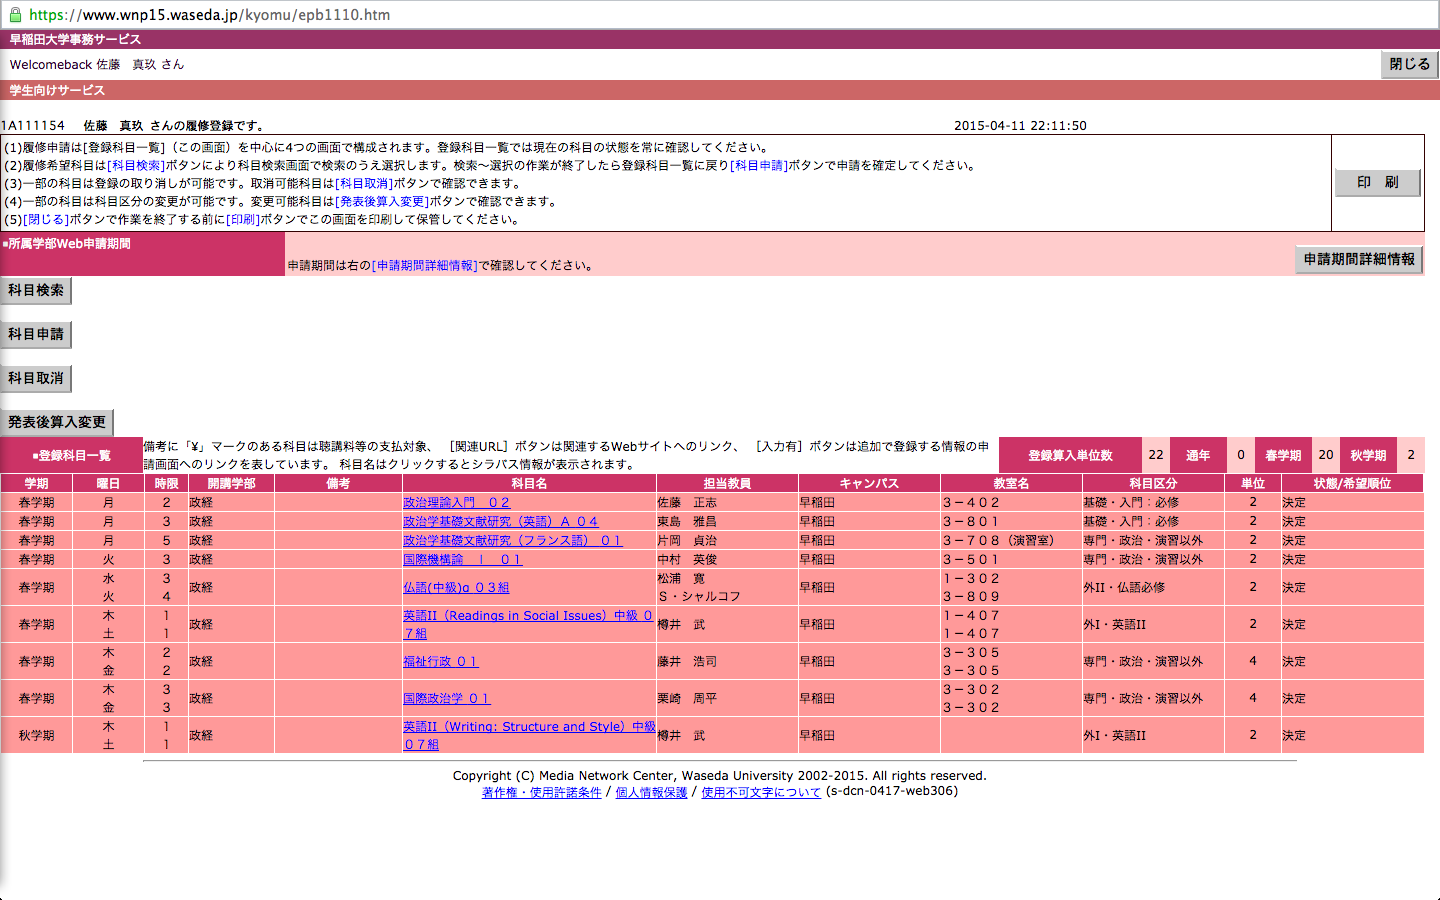 https://www.wnp15.waseda.jp/kyomu/epb1110.htm
早稲田大学事務サービス
Welcomeback 佐藤　真玖 さん
閉じる
学生向けサービス
1A111154 佐藤　真玖 さんの履修登録です。 2015-04-11 22:11:50
(1)履修申請は[登録科目一覧]（この画面）を中心に4つの画面で構成されます。登録科目一覧では現在の科目の状態を常に確認してください。
(2)履修希望科目は[科目検索]ボタンにより科目検索画面で検索のうえ選択します。検索～選択の作業が終了したら登録科目一覧に戻り[科目申請]ボタンで申請を確定してください。
(3)一部の科目は登録の取り消しが可能です。取消可能科目は[科目取消]ボタンで確認できます。
(4)一部の科目は科目区分の変更が可能です。変更可能科目は[発表後算入変更]ボタンで確認できます。
(5)[閉じる]ボタンで作業を終了する前に[印刷]ボタンでこの画面を印刷して保管してください。
印　刷
■所属学部Web申請期間
申請期間は右の[申請期間詳細情報]で確認してください。
申請期間詳細情報
科目検索
科目申請
科目取消
発表後算入変更
■登録科目一覧
備考に「¥」マークのある科目は聴講料等の支払対象、［関連URL］ボタンは関連するWebサイトへのリンク、［入力有］ボタンは追加で登録する情報の申
請画面へのリンクを表しています。 科目名はクリックするとシラバス情報が表示されます。
登録算入単位数 22 通年 0 春学期 20 秋学期 2
学期 曜日 時限 開講学部 備考 科目名 担当教員 キャンパス 教室名 科目区分 単位 状態/希望順位
春学期 月 2 政経 政治理論入門　０２ 佐藤　正志 早稲田 ３－４０２ 基礎・入門：必修 2 決定
春学期 月 3 政経 政治学基礎文献研究（英語）Ａ ０４ 東島　雅昌 早稲田 ３－８０１ 基礎・入門：必修 2 決定
春学期 月 5 政経 政治学基礎文献研究（フランス語） ０１ 片岡　貞治 早稲田 ３－７０８（演習室） 専門・政治・演習以外 2 決定
春学期 火 3 政経 国際機構論　Ｉ　０１ 中村　英俊 早稲田 ３－５０１ 専門・政治・演習以外 2 決定
水 3 松浦　寛 １－３０２
春学期 政経 仏語(中級)α ０３組 早稲田 外II・仏語必修 2 決定
火 4 Ｓ・シャルコフ ３－８０９
木 1 英語II（Readings in Social Issues）中級 ０ １－４０７
春学期 政経 樽井　武 早稲田 外I・英語II 2 決定
土 1 ７組 １－４０７
木 2 ３－３０５
春学期 政経 福祉行政 ０１ 藤井　浩司 早稲田 専門・政治・演習以外 4 決定
金 2 ３－３０５
木 3 ３－３０２
春学期 政経 国際政治学 ０１ 栗崎　周平 早稲田 専門・政治・演習以外 4 決定
金 3 ３－３０２
木 1 英語II（Writing: Structure and Style）中級
秋学期 政経 樽井　武 早稲田 外I・英語II 2 決定
土 1 ０７組
Copyright (C) Media Network Center, Waseda University 2002-2015. All rights reserved.
著作権・使用許諾条件 / 個人情報保護 / 使用不可文字について (s-dcn-0417-web306)